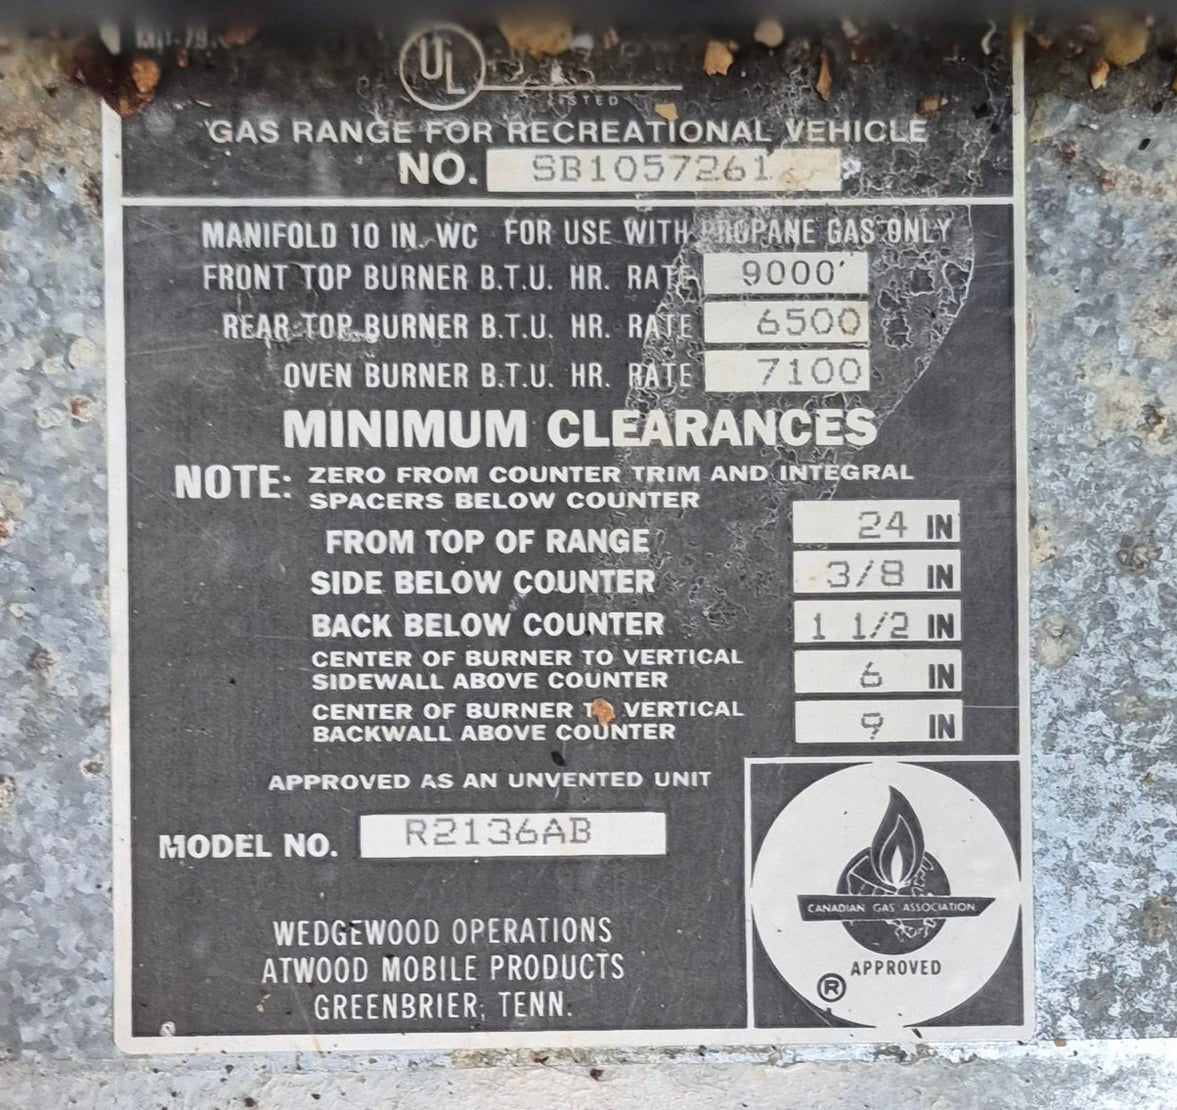 UL
LISTED
GAS RANGE FOR RECREATIONAL VEHICLE
NO. SB1057261
MANIFOLD 10 IN. WC FOR USE WITH PROPANE GAS ONLY
FRONT TOP BURNER B.T.U. HR. RATE 9000
REAR TOP BURNER B.T.U. HR. RATE 6500
OVEN BURNER B.T.U. HR. RATE 7100
MINIMUM CLEARANCES
NOTE: ZERO FROM COUNTER TRIM AND INTEGRAL
SPACERS BELOW COUNTER
FROM TOP OF RANGE 24 IN
SIDE BELOW COUNTER 3/8 IN
BACK BELOW COUNTER 1 1/2 IN
CENTER OF BURNER TO VERTICAL
SIDEWALL ABOVE COUNTER 6 IN
CENTER OF BURNER TO VERTICAL
BACKWALL ABOVE COUNTER 9 IN
APPROVED AS AN UNVENTED UNIT
MODEL NO. R2136AB
WEDGEWOOD OPERATIONS
ATWOOD MOBILE PRODUCTS
GREENBRIER, TENN.
CANADIAN GAS ASSOCIATION
APPROVED
®